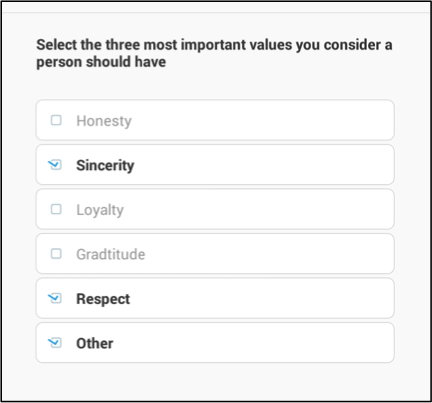 Select the three most important values you consider a
person should have
Honesty
Sincerity
Loyalty
Gradtitude
Respect
Other